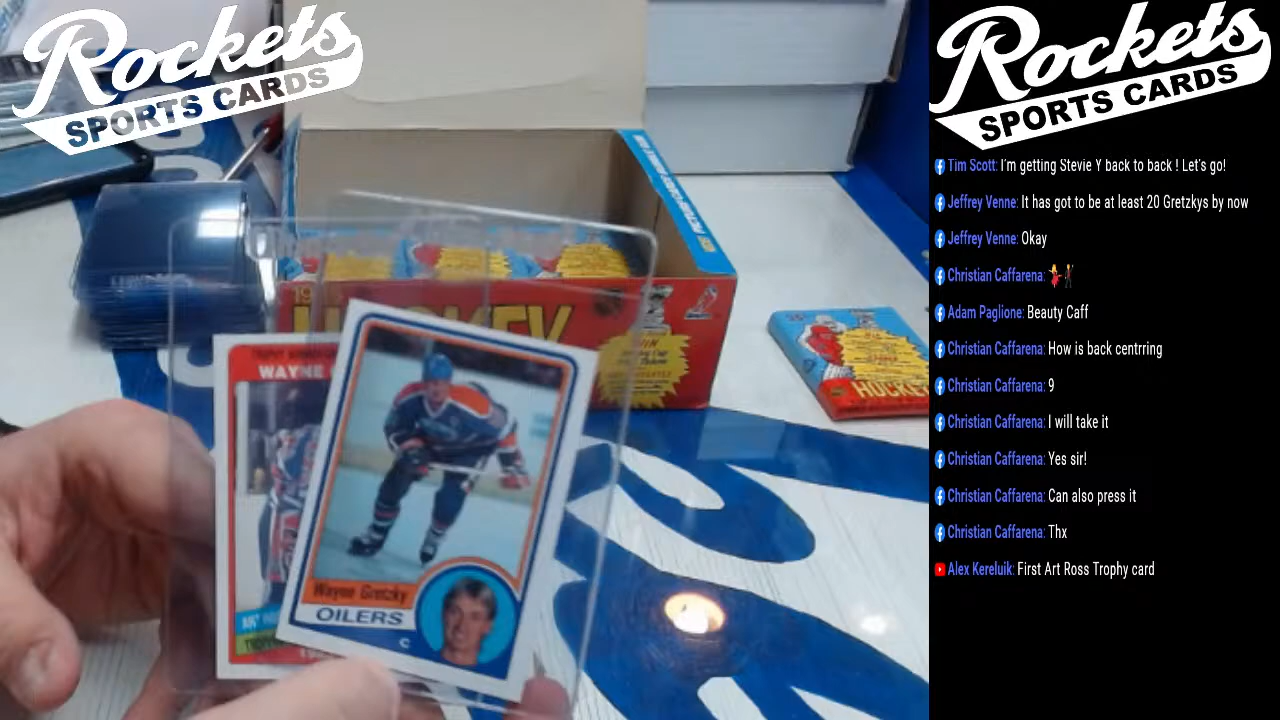 Rockets
SPORTS CARDS
Rockets
SPORTS CARDS
Tim Scott: I'm getting Stevie Y back to back ! Let's go!
Jeffrey Venne: It has got to be at least 20 Gretzkys by now
Jeffrey Venne: Okay
Christian Caffarena: 💃🕺
Adam Paglione: Beauty Caff
Christian Caffarena: How is back centrring
Christian Caffarena: 9
Christian Caffarena: I will take it
Christian Caffarena: Yes sir!
Christian Caffarena: Can also press it
Christian Caffarena: Thx
Alex Kereluik: First Art Ross Trophy card
HOCKEY
WIN
HOCKEY
WAYNE
Wayne Gretzky
OILERS
C